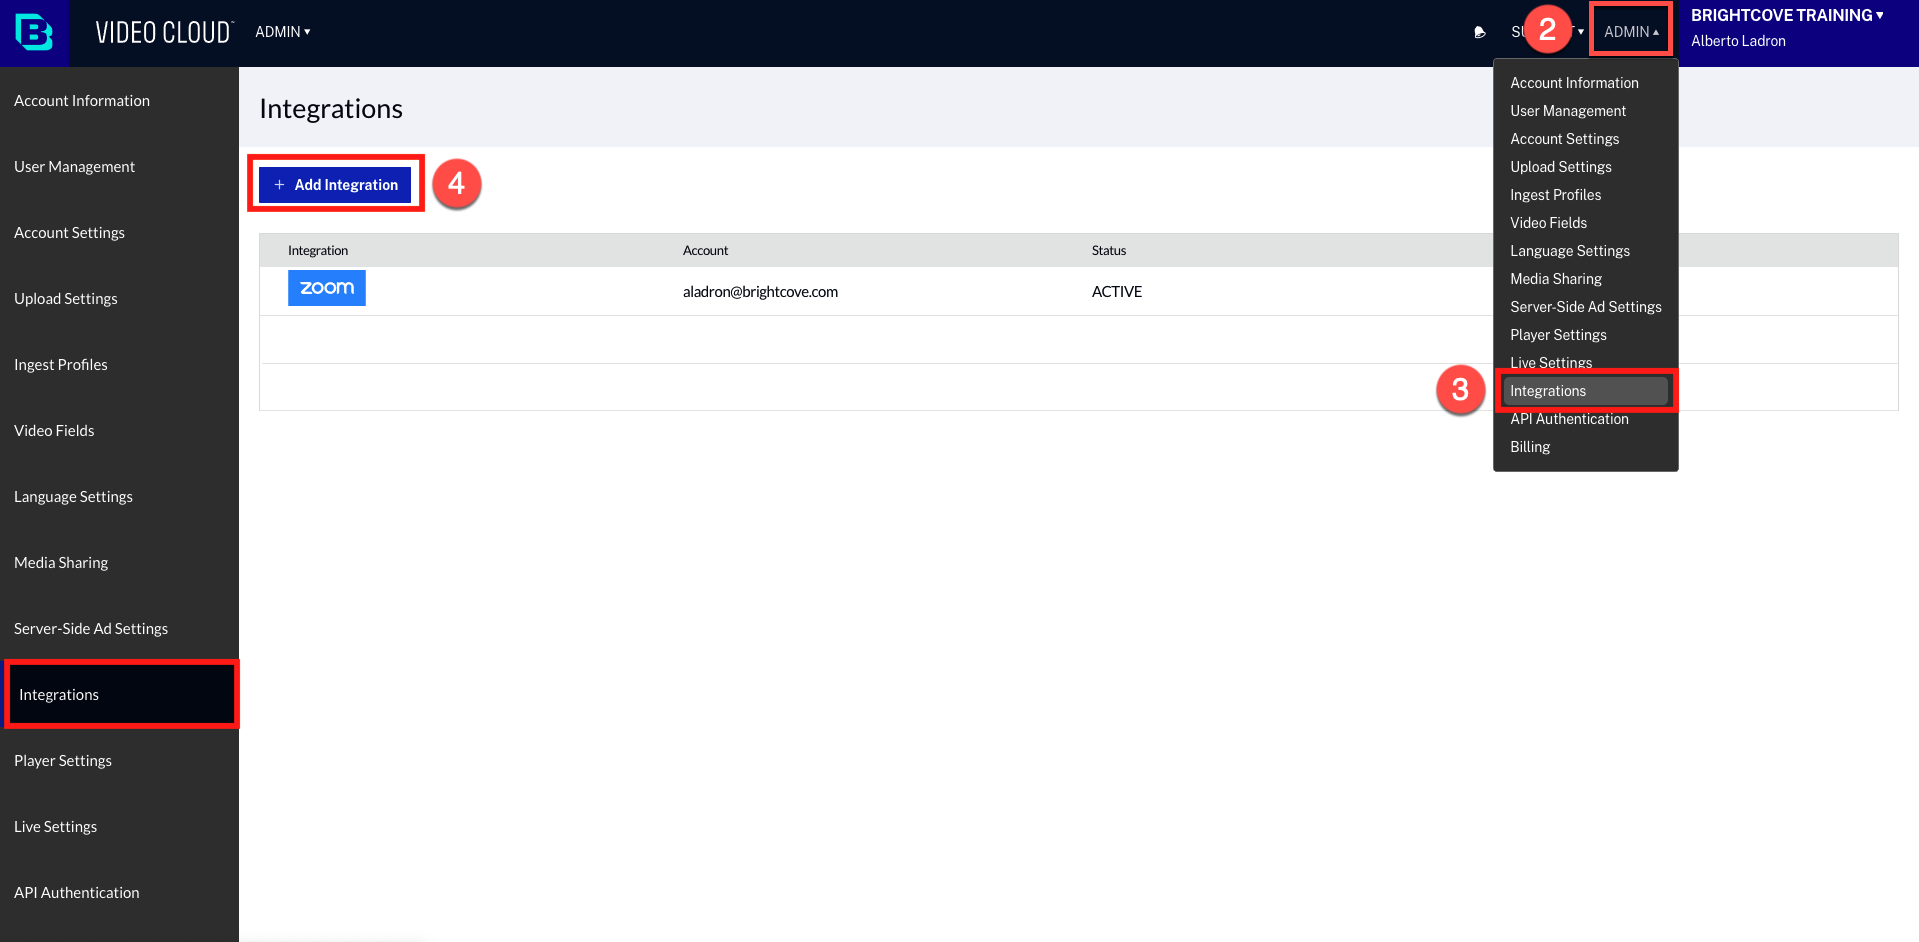 VIDEO CLOUD™
ADMIN ▾
2
ADMIN ▴
BRIGHTCOVE TRAINING ▾
Alberto Ladron
Account Information
User Management
Account Settings
Upload Settings
Ingest Profiles
Video Fields
Language Settings
Media Sharing
Server-Side Ad Settings
Integrations
Player Settings
Live Settings
API Authentication
Integrations
+ Add Integration
4
Integration Account Status
zoom aladron@brightcove.com ACTIVE
Account Information
User Management
Account Settings
Upload Settings
Ingest Profiles
Video Fields
Language Settings
Media Sharing
Server-Side Ad Settings
Player Settings
Live Settings
3
Integrations
API Authentication
Billing